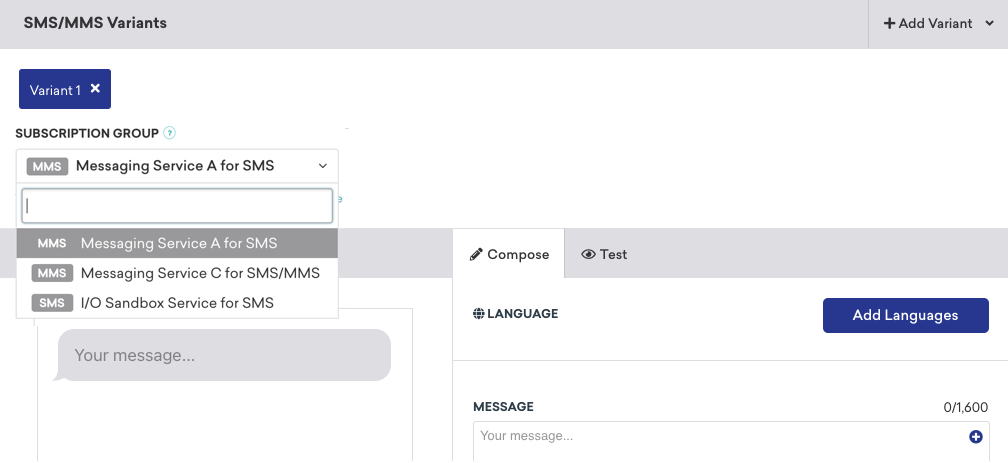 SMS/MMS Variants
+ Add Variant
Variant 1 ×
SUBSCRIPTION GROUP ?
MMS Messaging Service A for SMS
MMS Messaging Service A for SMS
MMS Messaging Service C for SMS/MMS
SMS I/O Sandbox Service for SMS
Your message...
Compose
Test
LANGUAGE
Add Languages
MESSAGE
0/1,600
Your message...